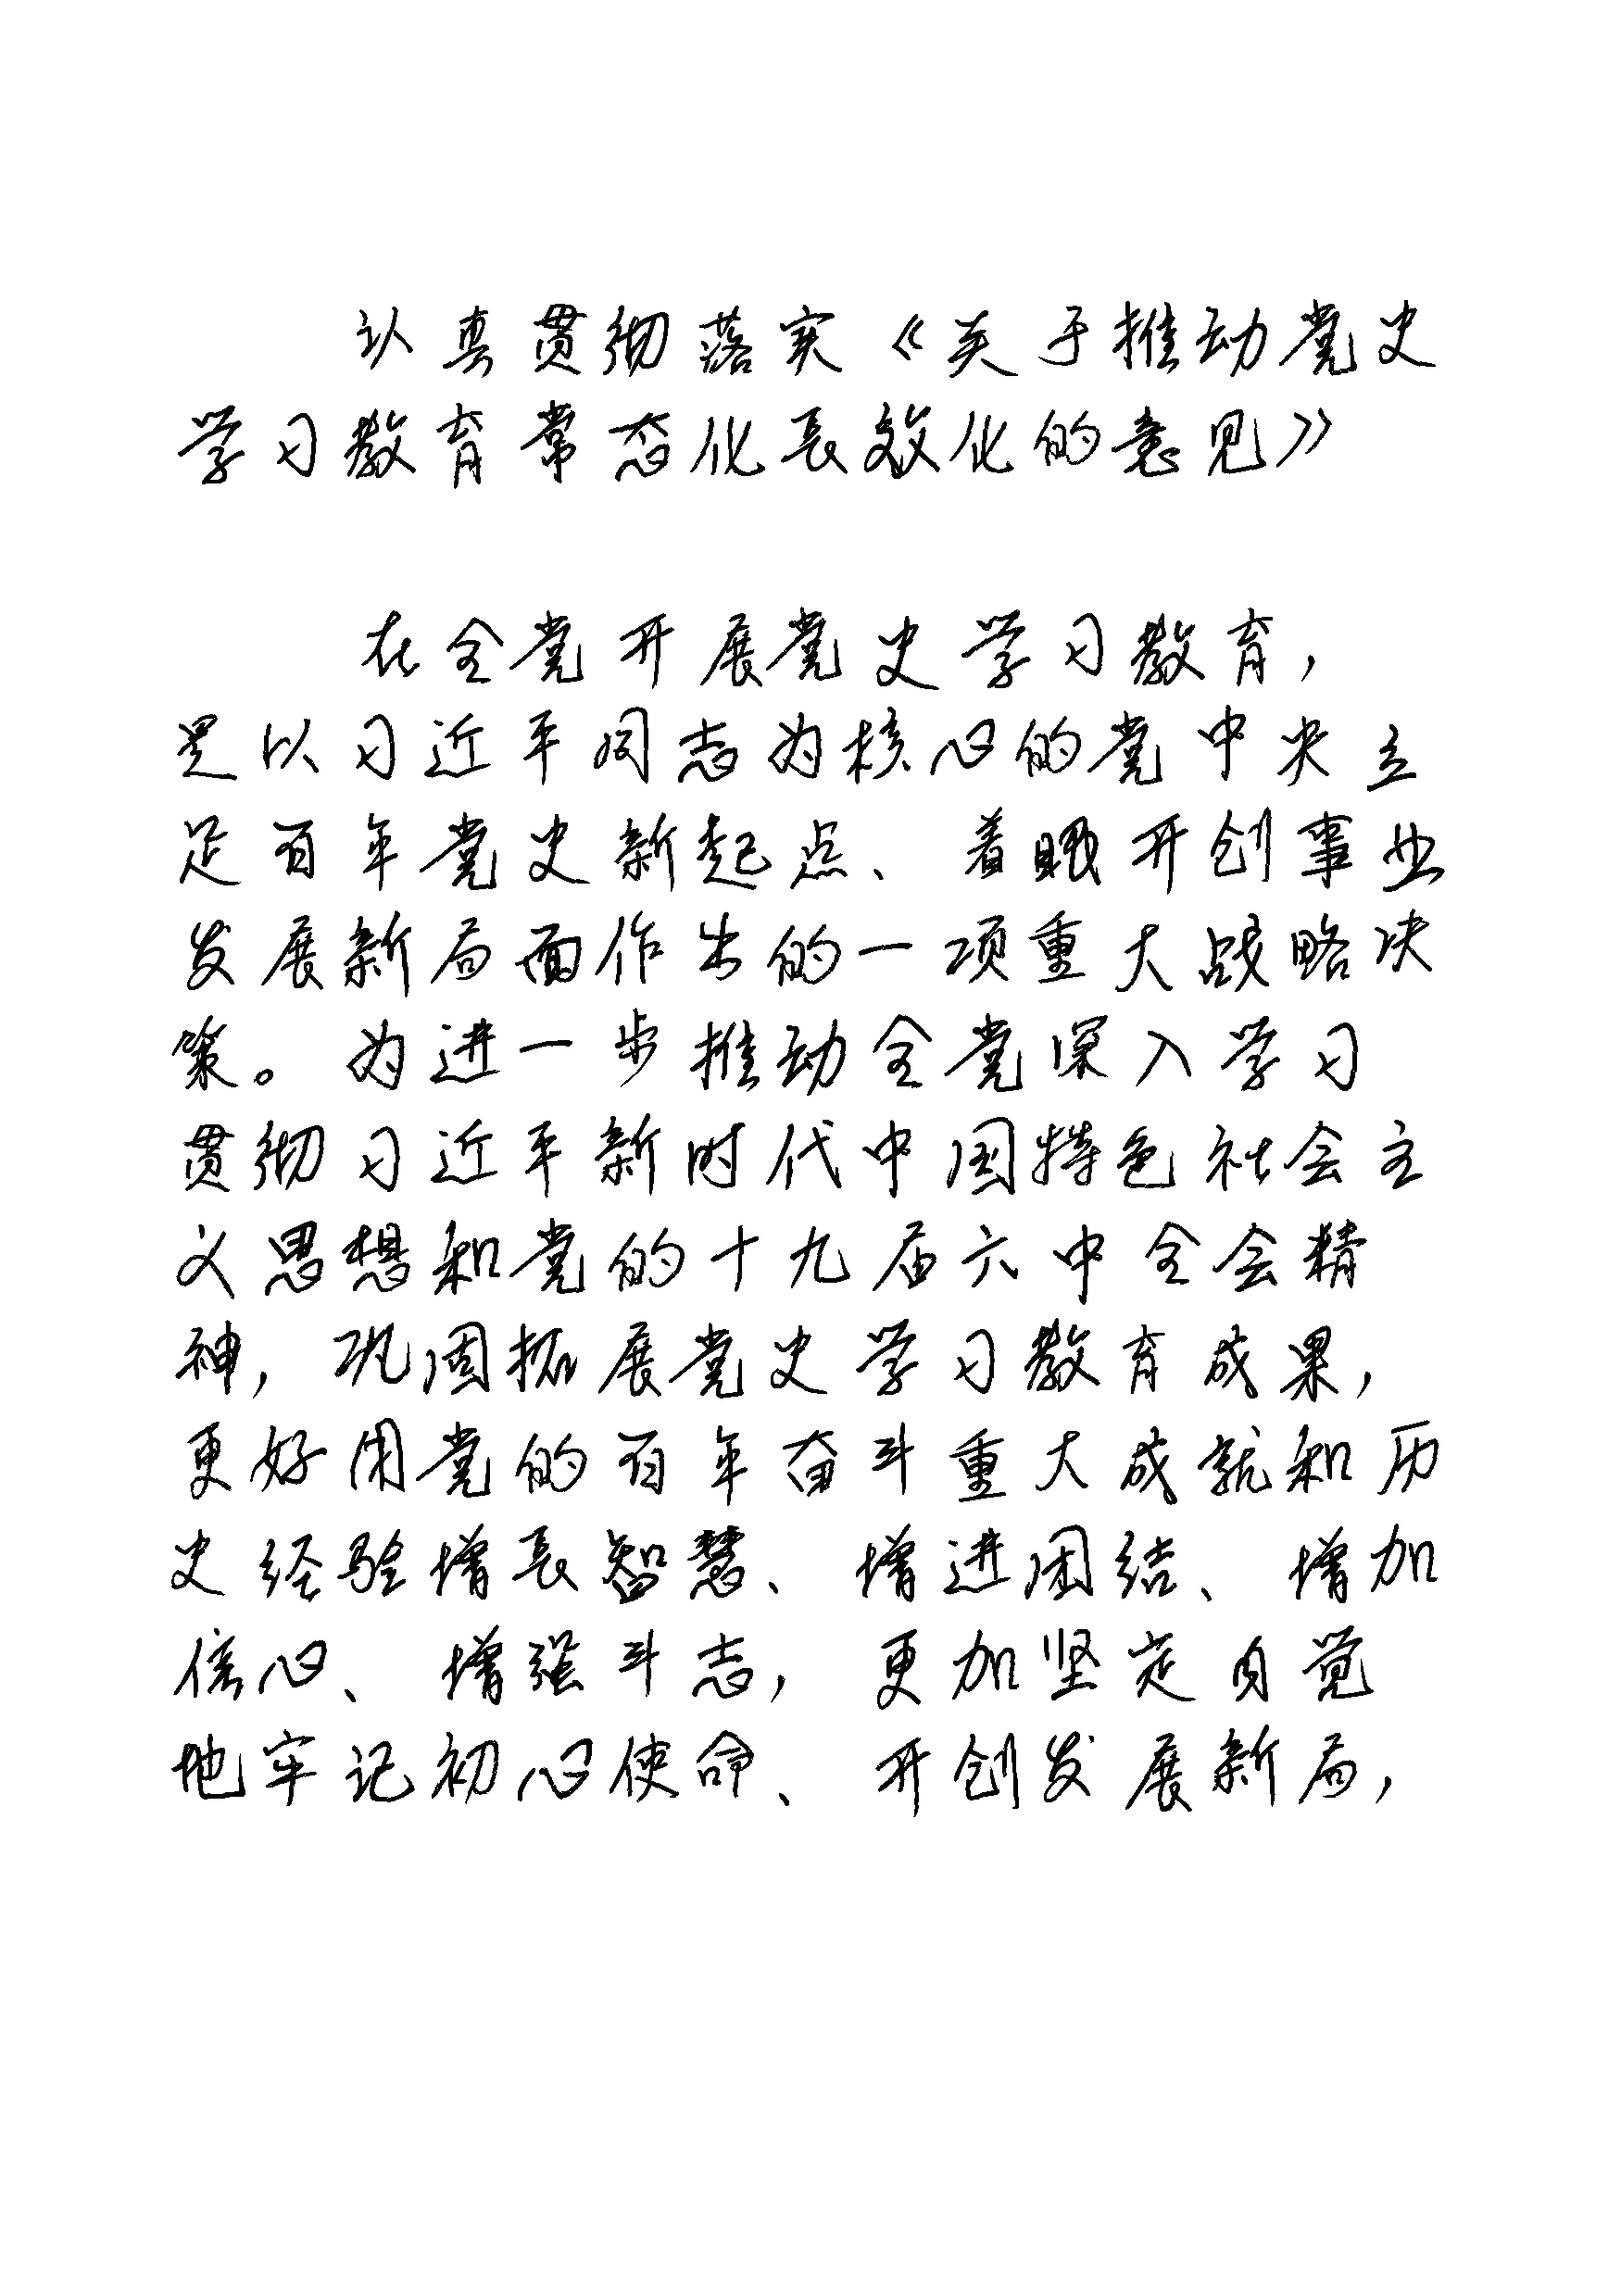 认真贯彻落实《关于推动党史
学习教育常态化长效化的意见》
在全党开展党史学习教育，
是以习近平同志为核心的党中央立
足百年党史新起点、着眼开创事业
发展新局面作出的一项重大战略决
策。为进一步推动全党深入学习
贯彻习近平新时代中国特色社会主
义思想和党的十九届六中全会精
神，巩固拓展党史学习教育成果，
更好用党的百年奋斗重大成就和历
史经验增长智慧、增进团结、增加
信心、增强斗志，更加坚定自觉
地牢记初心使命、开创发展新局，